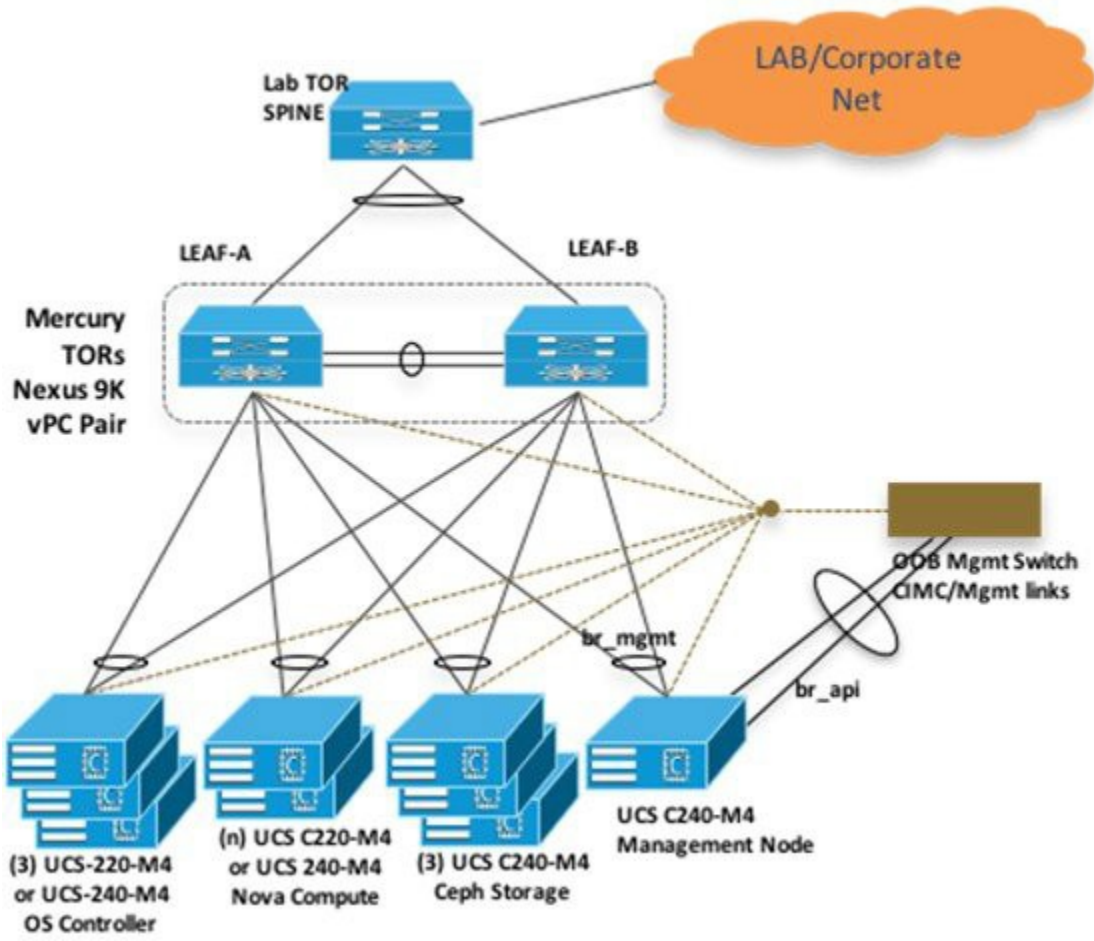 LAB/Corporate
Net
Lab TOR
SPINE
LEAF-A
LEAF-B
Mercury
TORs
Nexus 9K
vPC Pair
OOB Mgmt Switch
CIMC/Mgmt links
br_mgmt
br_api
(3) UCS-220-M4
or UCS-240-M4
OS Controller
(n) UCS C220-M4
or UCS 240-M4
Nova Compute
(3) UCS C240-M4
Ceph Storage
UCS C240-M4
Management Node